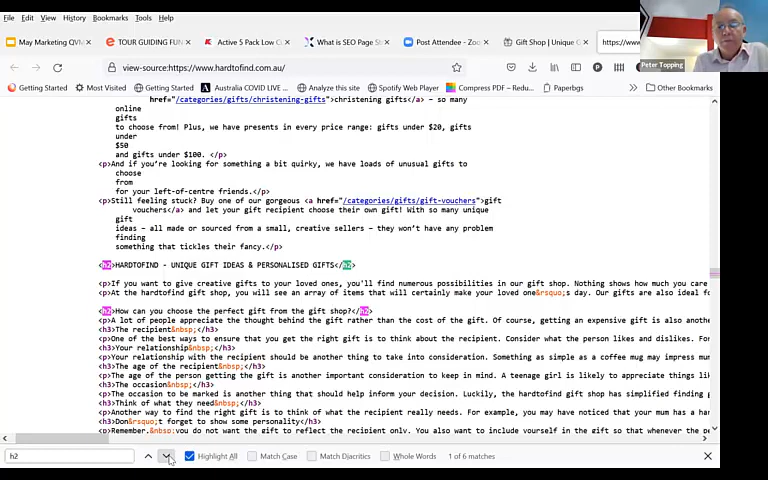 File Edit View History Bookmarks Tools Help
May Marketing QVM
TOUR GUIDING FUN
Active 5 Pack Low C
What is SEO Page S
Post Attendee - Zoo
Gift Shop | Unique G
https://www.hardtof
view-source:https://www.hardtofind.com.au/
Getting Started Most Visited Getting Started Australia COVID LIVE ... Analyze this site Spotify Web Player Compress PDF - Redu... Paperbgs Other Bookmarks
Peter Topping
href="/categories/gifts/christening-gifts">christening gifts</a> – so many
online
gifts
to choose from! Plus, we have presents in every price range: gifts under $20, gifts
under
$50
and gifts under $100. </p>
<p>And if you’re looking for something a bit quirky, we have loads of unusual gifts to
choose
from
for your left-of-centre friends.</p>
<p>Still feeling stuck? Buy one of our gorgeous <a href="/categories/gifts/gift-vouchers">gift
vouchers</a> and let your gift recipient choose their own gift! With so many unique
gift
ideas – all made or sourced from a small, creative sellers – they won’t have any problem
finding
something that tickles their fancy.</p>
<h2>HARDTOFIND - UNIQUE GIFT IDEAS & PERSONALISED GIFTS</h2>
<p>If you want to give creative gifts to your loved ones, you'll find numerous possibilities in our gift shop. Nothing shows how much you care
<p>At the hardtofind gift shop, you will see an array of items that will certainly make your loved one&rsquo;s day. Our gifts are also ideal fo
<h2>How can you choose the perfect gift from the gift shop?</h2>
<p>A lot of people appreciate the thought behind the gift rather than the cost of the gift. Of course, getting an expensive gift is also anothe
<h3>The recipient&nbsp;</h3>
<p>One of the best ways to ensure that you get the right gift is to think about the recipient. Consider what the person likes and dislikes. For
<h3>Your relationship&nbsp;</h3>
<p>Your relationship with the recipient should be another thing to take into consideration. Something as simple as a coffee mug may impress mum
<h3>The age of the recipient&nbsp;</h3>
<p>The age of the person getting the gift is another important consideration to keep in mind. A teenage girl is likely to appreciate things li
<h3>The occasion&nbsp;</h3>
<p>The occasion to be marked is another thing that should help inform your decision. Luckily, the hardtofind gift shop has simplified finding g
<h3>Think of what they need&nbsp;</h3>
<p>Another way to find the right gift is to think of what the recipient really needs. For example, you may have noticed that your mum has a ha
<h3>Don&rsquo;t forget to show some personality</h3>
<p>Remember,&nbsp;you do not want the gift to reflect the recipient only. You also want to include yourself in the gift so that whenever the pe
h2 Highlight All Match Case Match Diacritics Whole Words 1 of 6 matches